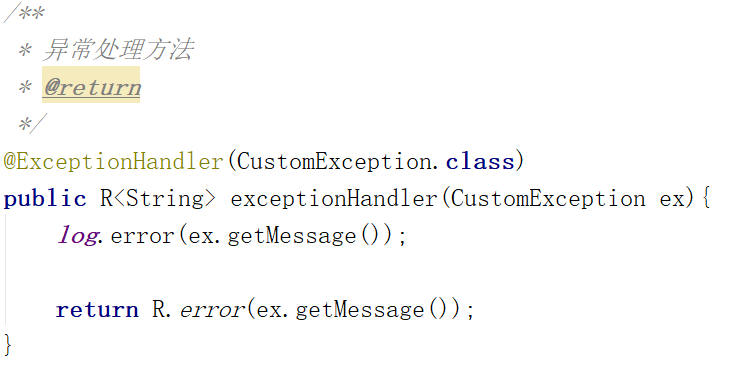 /**
 * 异常处理方法
 * @return
 */
@ExceptionHandler(CustomException.class)
public R<String> exceptionHandler(CustomException ex){
    log.error(ex.getMessage());

    return R.error(ex.getMessage());
}